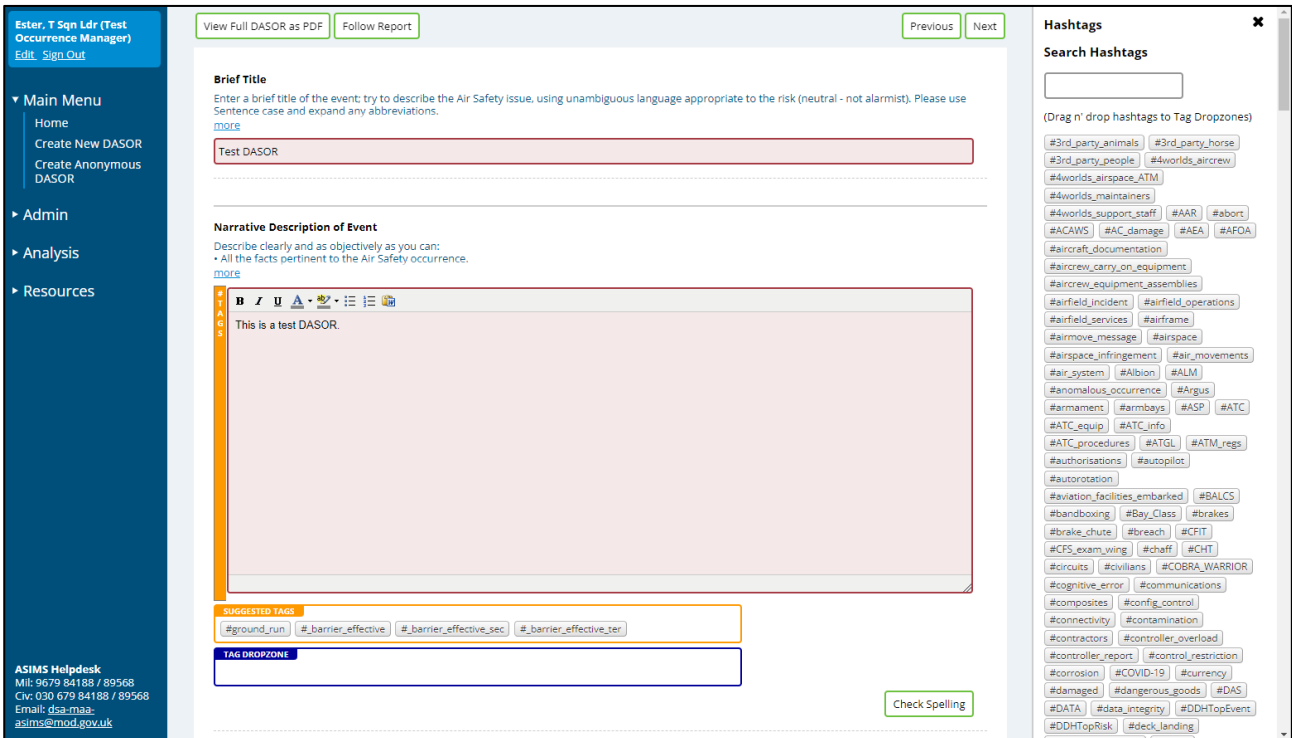 Ester, T Sqn Ldr (Test
Occurrence Manager)
Edit Sign Out
Main Menu
Home
Create New DASOR
Create Anonymous
DASOR
Admin
Analysis
Resources
ASIMS Helpdesk
Mil: 9679 84188 / 89568
Civ: 030 679 84188 / 89568
Email: dsa-maa-
asims@mod.gov.uk
View Full DASOR as PDF Follow Report Previous Next
Brief Title
Enter a brief title of the event; try to describe the Air Safety issue, using unambiguous language appropriate to the risk (neutral - not alarmist). Please use
Sentence case and expand any abbreviations.
more
Test DASOR
Narrative Description of Event
Describe clearly and as objectively as you can:
• All the facts pertinent to the Air Safety occurrence.
more
#TAGS
B I U A ab
This is a test DASOR.
SUGGESTED TAGS
#ground_run #_barrier_effective #_barrier_effective_sec #_barrier_effective_ter
TAG DROPZONE
Check Spelling
Hashtags
Search Hashtags
(Drag n' drop hashtags to Tag Dropzones)
#3rd_party_animals #3rd_party_horse
#3rd_party_people #4worlds_aircrew
#4worlds_airspace_ATM
#4worlds_maintainers
#4worlds_support_staff #AAR #abort
#ACAWS #AC_damage #AEA #AFOA
#aircraft_documentation
#aircrew_carry_on_equipment
#aircrew_equipment_assemblies
#airfield_incident #airfield_operations
#airfield_services #airframe
#airmove_message #airspace
#airspace_infringement #air_movements
#air_system #Albion #ALM
#anomalous_occurrence #Argus
#armament #armbays #ASP #ATC
#ATC_equip #ATC_info
#ATC_procedures #ATGL #ATM_regs
#authorisations #autopilot
#autorotation
#aviation_facilities_embarked #BALCS
#bandboxing #Bay_Class #brakes
#brake_chute #breach #CFIT
#CFS_exam_wing #chaff #CHT
#circuits #civilians #COBRA_WARRIOR
#cognitive_error #communications
#composites #config_control
#connectivity #contamination
#contractors #controller_overload
#controller_report #control_restriction
#corrosion #COVID-19 #currency
#damaged #dangerous_goods #DAS
#DATA #data_integrity #DDHTopEvent
#DDHTopRisk #deck_landing